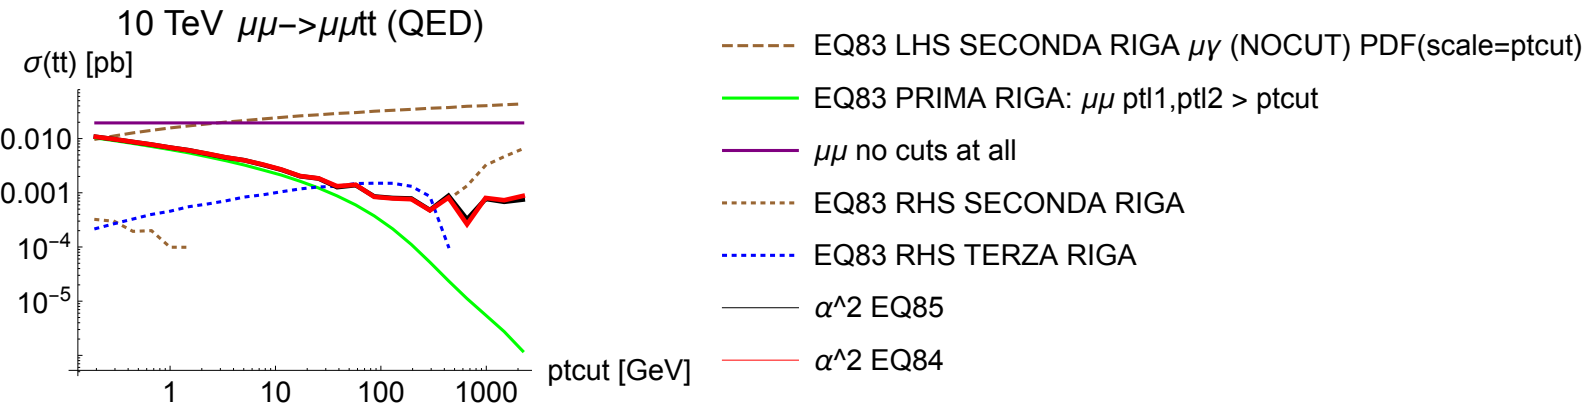 10 TeV μμ−>μμtt (QED)
σ(tt) [pb]
0.010
0.001
10^-4
10^-5
1
10
100
1000
ptcut [GeV]
EQ83 LHS SECONDA RIGA μγ (NOCUT) PDF(scale=ptcut)
EQ83 PRIMA RIGA: μμ ptl1,ptl2 > ptcut
μμ no cuts at all
EQ83 RHS SECONDA RIGA
EQ83 RHS TERZA RIGA
α^2 EQ85
α^2 EQ84